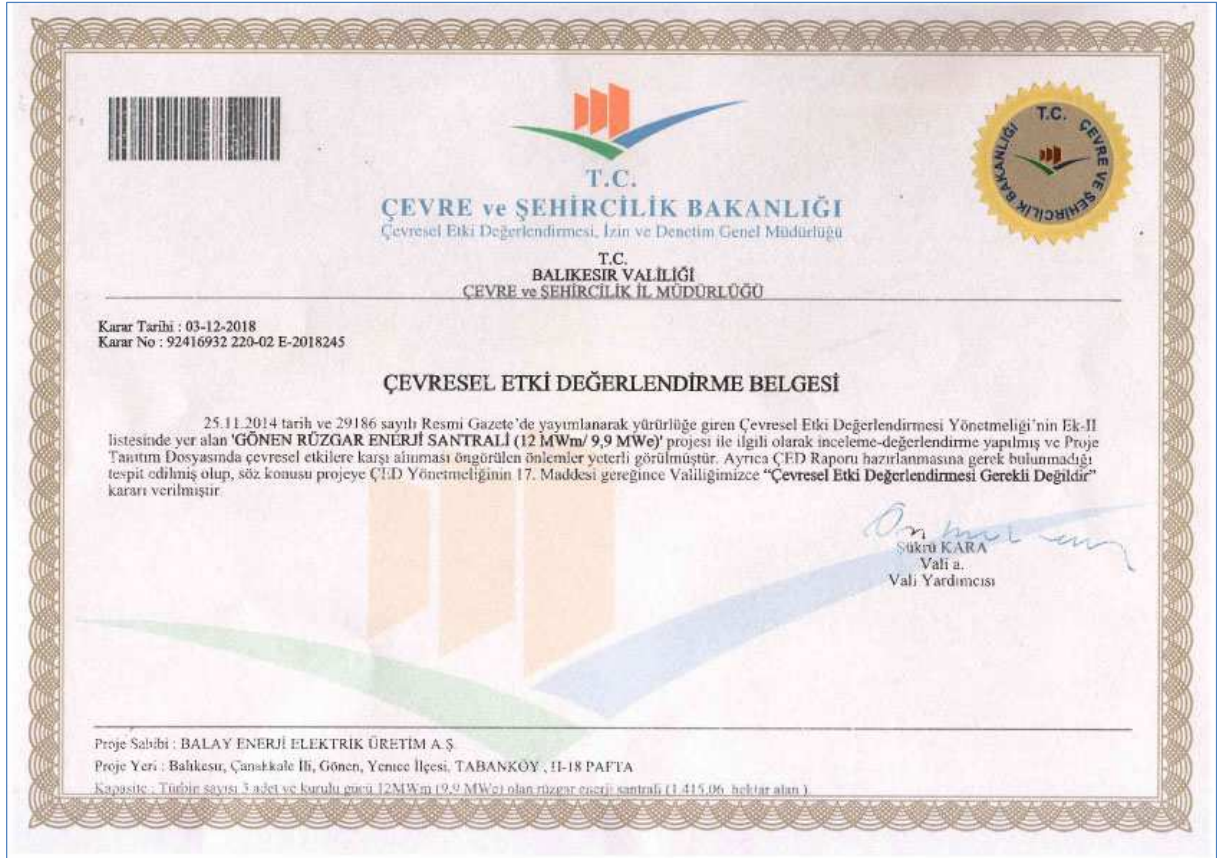 T.C.
ÇEVRE ve ŞEHİRCİLİK BAKANLIĞI
Çevresel Etki Değerlendirmesi, İzin ve Denetim Genel Müdürlüğü
T.C. ÇEVRE VE ŞEHİRCİLİK BAKANLIĞI
T.C.
BALIKESIR VALİLİĞİ
ÇEVRE ve ŞEHİRCİLİK İL MÜDÜRLÜĞÜ
Karar Tarihi : 03-12-2018
Karar No : 92416932 220-02 E-2018245
ÇEVRESEL ETKİ DEĞERLENDİRME BELGESİ
25.11.2014 tarih ve 29186 sayılı Resmi Gazete'de yayımlanarak yürürlüğe giren Çevresel Etki Değerlendirmesi Yönetmeliği'nin Ek-II
listesinde yer alan 'GÖNEN RÜZGAR ENERJİ SANTRALİ (12 MWm/ 9,9 MWe)' projesi ile ilgili olarak inceleme-değerlendirme yapılmış ve Proje
Tanıtım Dosyasında çevresel etkilere karşı alınması öngörülen önlemler yeterli görülmüştür. Ayrıca ÇED Raporu hazırlanmasına gerek bulunmadığı
tespit edilmiş olup, söz konusu projeye ÇED Yönetmeliğinin 17. Maddesi gereğince Valiliğimizce "Çevresel Etki Değerlendirmesi Gerekli Değildir"
kararı verilmiştir.
Şükrü KARA
Vali a.
Vali Yardımcısı
Proje Sahibi : BALAY ENERJİ ELEKTRİK ÜRETİM A.Ş.
Proje Yeri : Balıkesir, Çanakkale İli, Gönen, Yenice İlçesi, TABANKÖY , H-18 PAFTA
Kapasite : Türbin sayısı 3 adet ve kurulu gücü 12MWm (9,9 MWe) olan rüzgar enerji santrali (1.415,06 hektar alan )